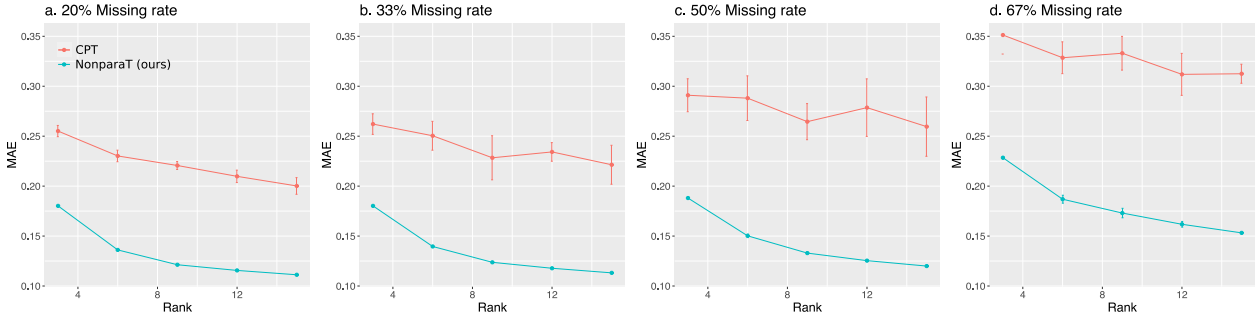 a. 20% Missing rate
0.35
0.30
0.25
0.20
0.15
0.10
MAE
CPT
NonparaT (ours)
4
8
12
Rank
b. 33% Missing rate
0.35
0.30
0.25
0.20
0.15
0.10
MAE
4
8
12
Rank
c. 50% Missing rate
0.35
0.30
0.25
0.20
0.15
0.10
MAE
4
8
12
Rank
d. 67% Missing rate
0.35
0.30
0.25
0.20
0.15
0.10
MAE
4
8
12
Rank